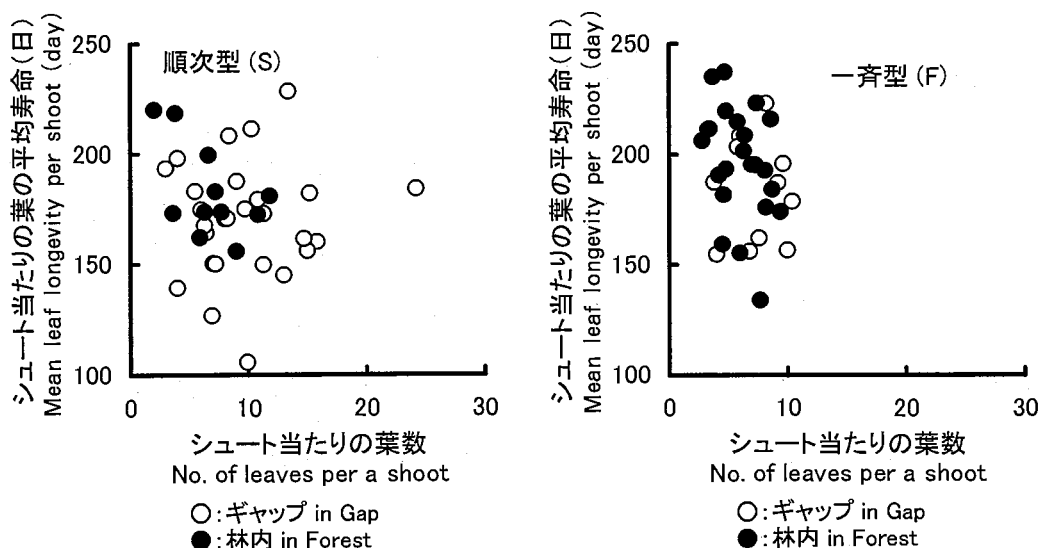 シュート当たりの葉の平均寿命(日)
Mean leaf longevity per shoot (day)
250
200
150
100
順次型 (S)
0
10
20
30
シュート当たりの葉数
No. of leaves per a shoot
○:ギャップ in Gap
●:林内 in Forest
シュート当たりの葉の平均寿命(日)
Mean leaf longevity per shoot (day)
250
200
150
100
一斉型 (F)
0
10
20
30
シュート当たりの葉数
No. of leaves per a shoot
○:ギャップ in Gap
●:林内 in Forest